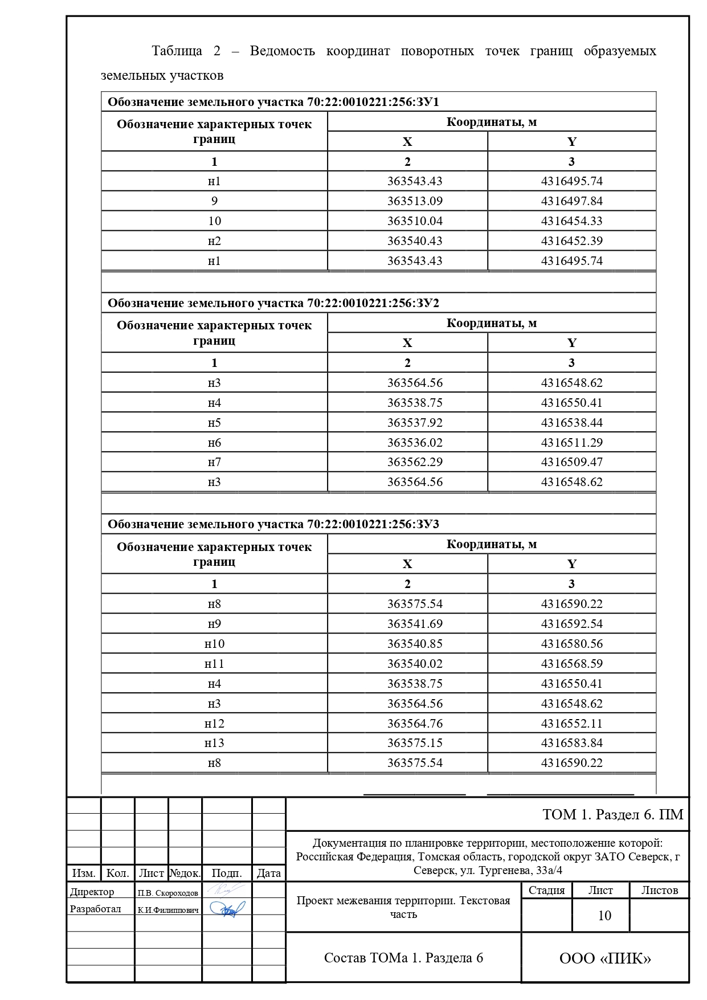 Таблица 2 – Ведомость координат поворотных точек границ образуемых
земельных участков
Обозначение земельного участка 70:22:0010221:256:ЗУ1
Обозначение характерных точек
границ
Координаты, м
X Y
1 2 3
н1 363543.43 4316495.74
9 363513.09 4316497.84
10 363510.04 4316454.33
н2 363540.43 4316452.39
н1 363543.43 4316495.74
Обозначение земельного участка 70:22:0010221:256:ЗУ2
Обозначение характерных точек
границ
Координаты, м
X Y
1 2 3
н3 363564.56 4316548.62
н4 363538.75 4316550.41
н5 363537.92 4316538.44
н6 363536.02 4316511.29
н7 363562.29 4316509.47
н3 363564.56 4316548.62
Обозначение земельного участка 70:22:0010221:256:ЗУ3
Обозначение характерных точек
границ
Координаты, м
X Y
1 2 3
н8 363575.54 4316590.22
н9 363541.69 4316592.54
н10 363540.85 4316580.56
н11 363540.02 4316568.59
н4 363538.75 4316550.41
н3 363564.56 4316548.62
н12 363564.76 4316552.11
н13 363575.15 4316583.84
н8 363575.54 4316590.22
ТОМ 1. Раздел 6. ПМ
Документация по планировке территории, местоположение которой:
Российская Федерация, Томская область, городской округ ЗАТО Северск, г
Северск, ул. Тургенева, 33а/4
Изм. Кол. Лист №док. Подп. Дата
Директор П.В. Скороходов
Разработал К.И.Филиппович
Проект межевания территории. Текстовая
часть
Стадия Лист Листов
10
Состав ТОМа 1. Раздела 6
ООО «ПИК»